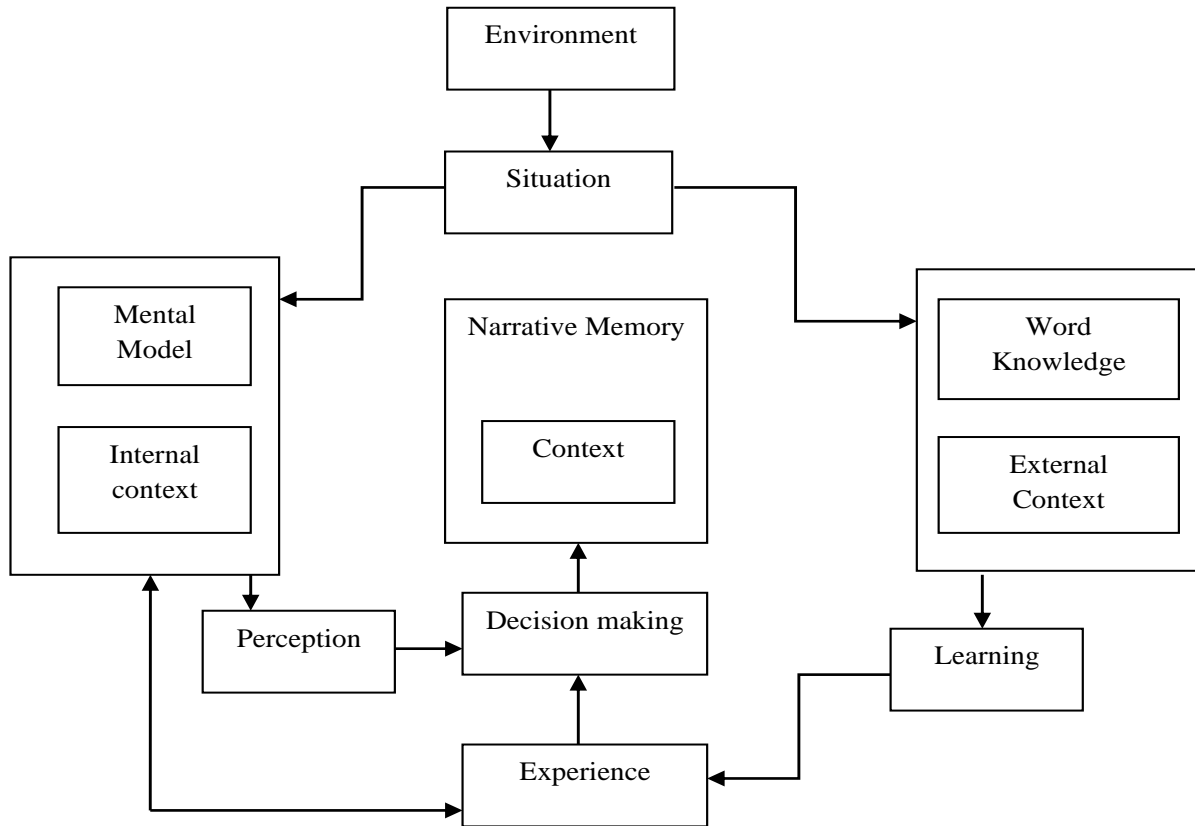 Environment
Situation
Mental
Model
Internal
context
Narrative Memory
Context
Word
Knowledge
External
Context
Perception
Decision making
Learning
Experience